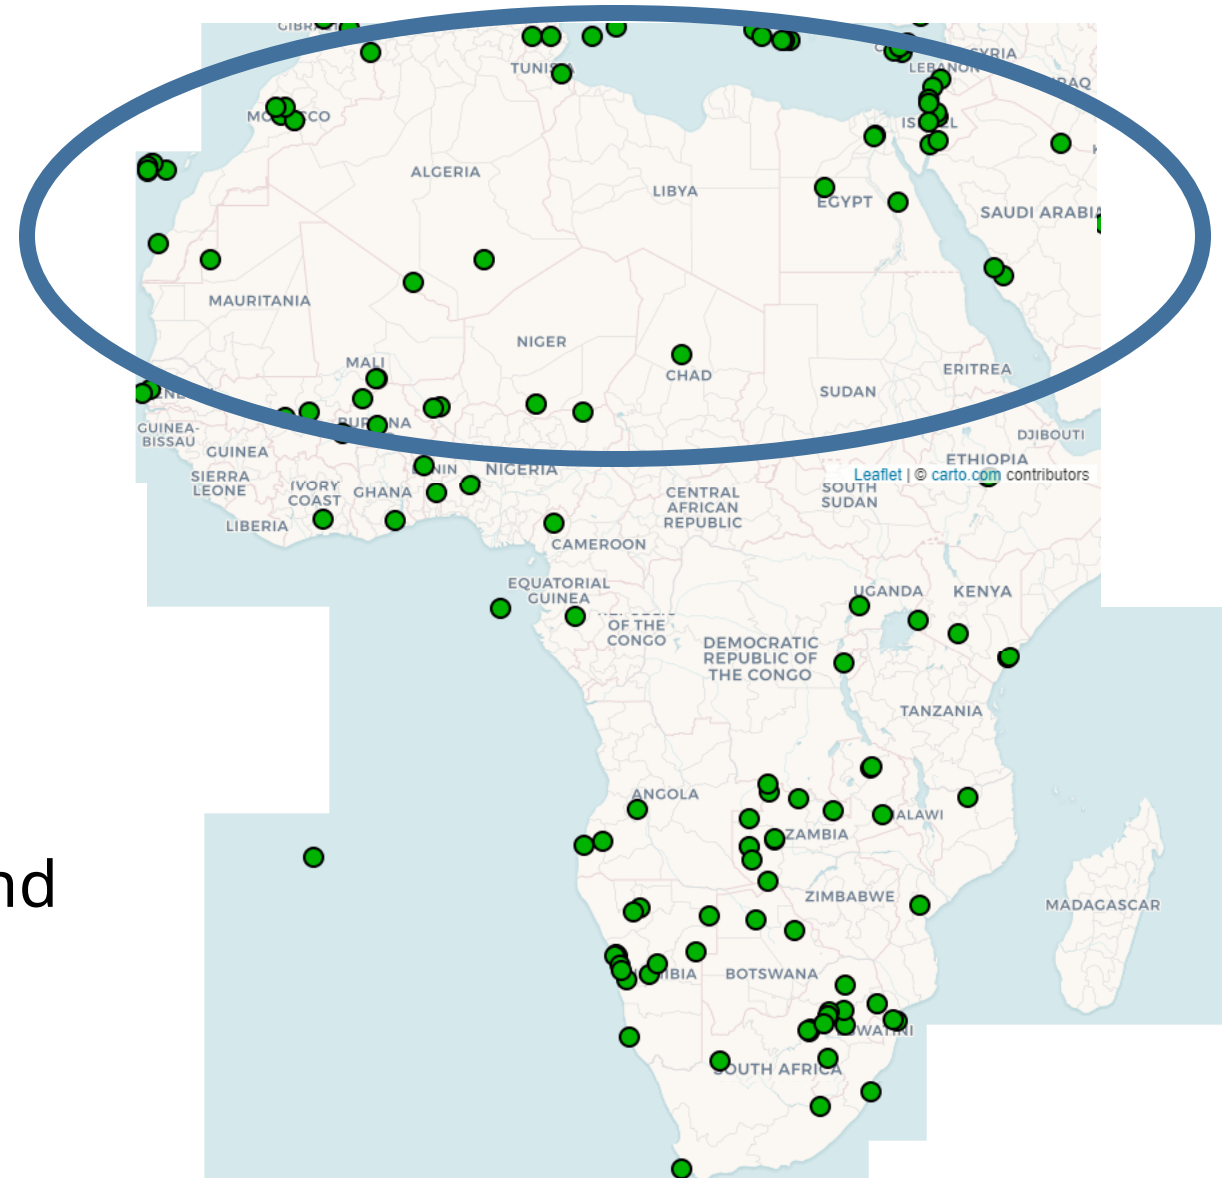 SYRIA
LEBANON
TUNISIA
ALGERIA
LIBYA
EGYPT
SAUDI ARABIA
MAURITANIA
NIGER
MALI
CHAD
SUDAN
ERITREA
GUINEA-
BISSAU
DJIBOUTI
GUINEA
NIGERIA
ETHIOPIA
Leaflet | © carto.com contributors
SIERRA
LEONE
IVORY
COAST
GHANA
SOUTH
SUDAN
CENTRAL
AFRICAN
REPUBLIC
LIBERIA
CAMEROON
EQUATORIAL
GUINEA
UGANDA
KENYA
OF THE
CONGO
DEMOCRATIC
REPUBLIC OF
THE CONGO
TANZANIA
ANGOLA
ZAMBIA
nd
ZIMBABWE
MADAGASCAR
BOTSWANA
SOUTH AFRICA